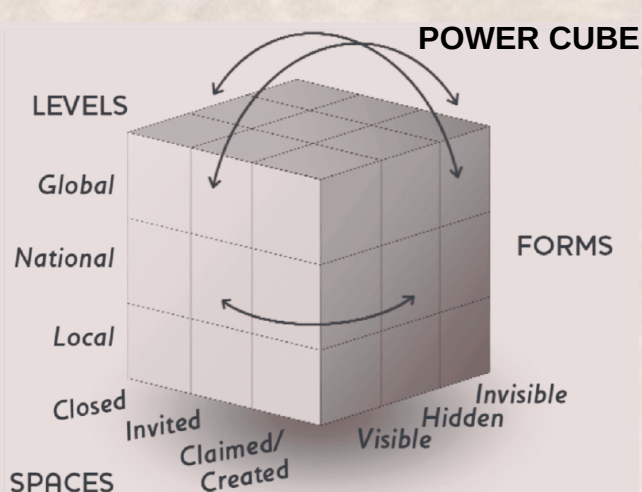 POWER CUBE
LEVELS
Global
National
Local
FORMS
Closed
Invited
Claimed/
Created
SPACES
Visible
Hidden
Invisible